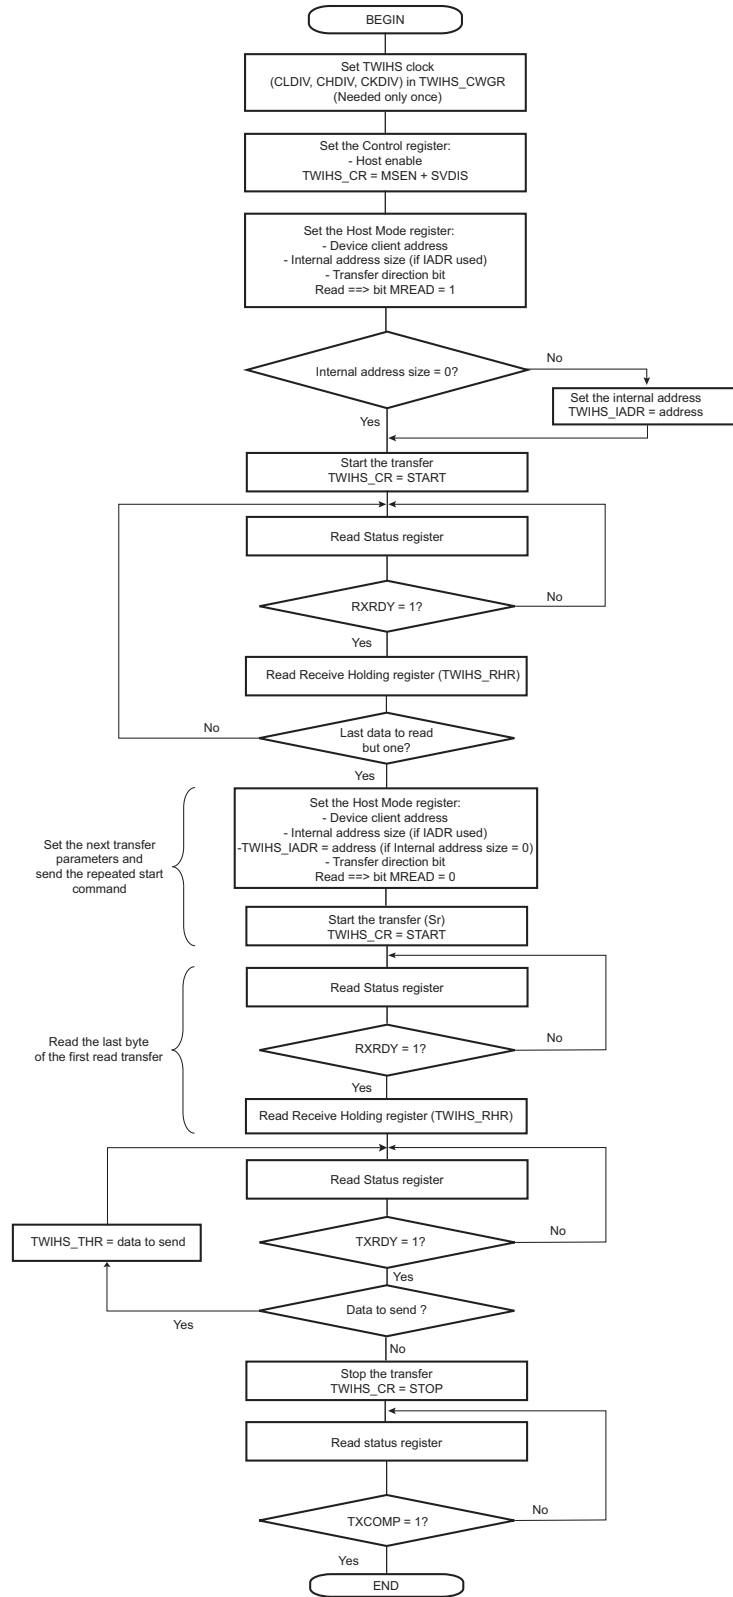 BEGIN
Set TWIHS clock
(CLDIV, CHDIV, CKDIV) in TWIHS_CWGR
(Needed only once)
Set the Control register:
- Host enable
TWIHS_CR = MSEN + SVDIS
Set the Host Mode register:
- Device client address
- Internal address size (if IADR used)
- Transfer direction bit
Read ==> bit MREAD = 1
Internal address size = 0?
No
Set the internal address
TWIHS_IADR = address
Yes
Start the transfer
TWIHS_CR = START
Read Status register
RXRDY = 1?
No
Yes
Read Receive Holding register (TWIHS_RHR)
Last data to read
but one?
No
Yes
Set the next transfer
parameters and
send the repeated start
command
Set the Host Mode register:
- Device client address
- Internal address size (if IADR used)
-TWIHS_IADR = address (if Internal address size = 0)
- Transfer direction bit
Read ==> bit MREAD = 0
Start the transfer (Sr)
TWIHS_CR = START
Read the last byte
of the first read transfer
Read Status register
RXRDY = 1?
No
Yes
Read Receive Holding register (TWIHS_RHR)
Read Status register
TWIHS_THR = data to send
TXRDY = 1?
No
Yes
Data to send ?
Yes
No
Stop the transfer
TWIHS_CR = STOP
Read status register
TXCOMP = 1?
No
Yes
END